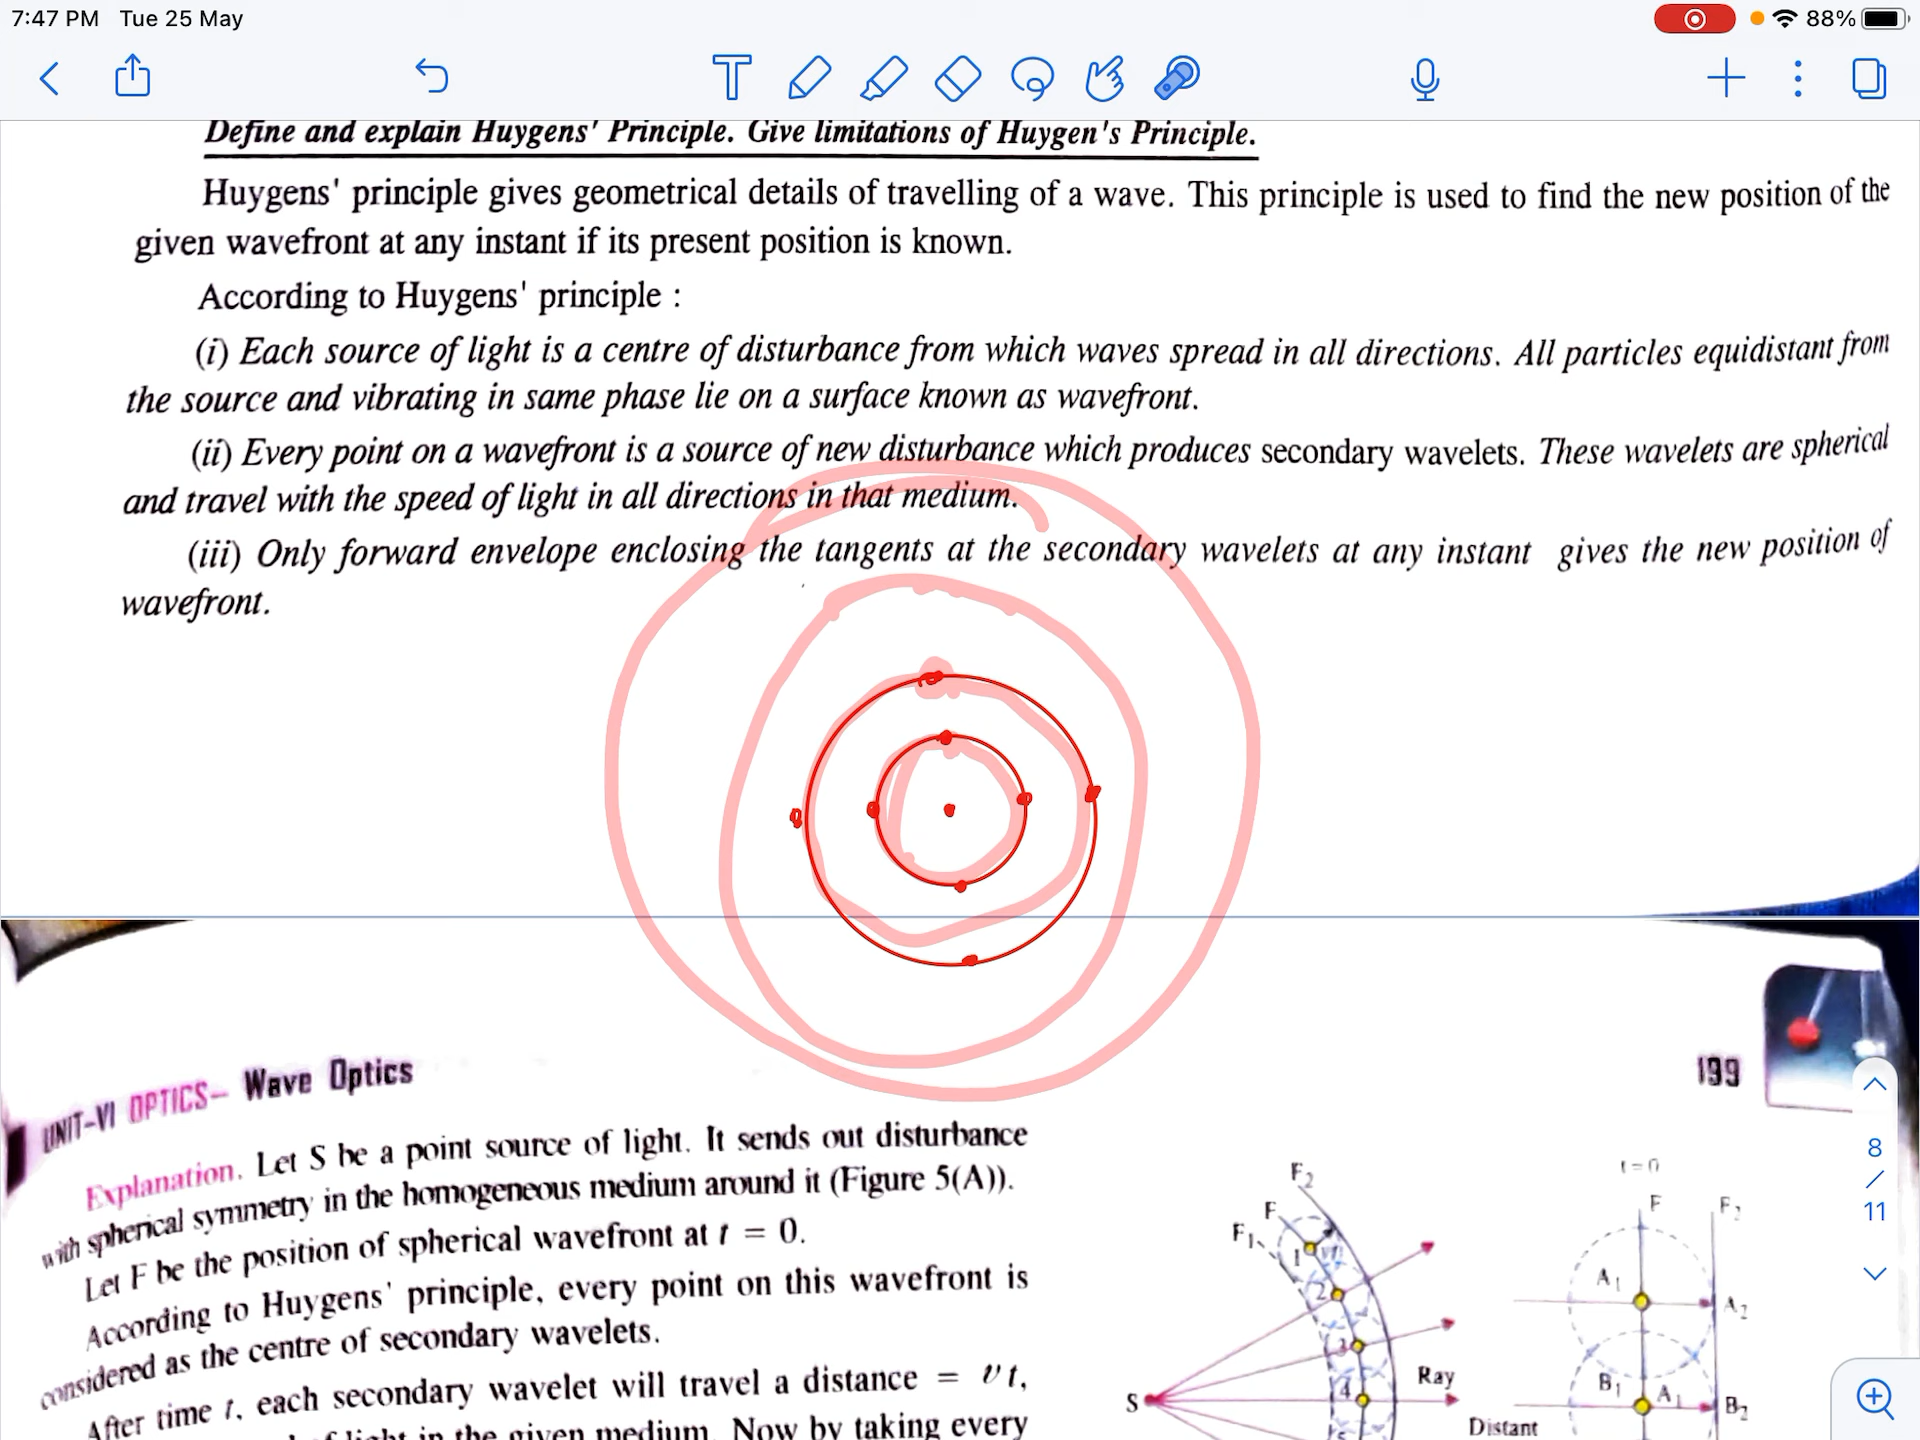 7:47 PM Tue 25 May
88%
Define and explain Huygens' Principle. Give limitations of Huygen's Principle.
Huygens' principle gives geometrical details of travelling of a wave. This principle is used to find the new position of the
given wavefront at any instant if its present position is known.
According to Huygens' principle :
(i) Each source of light is a centre of disturbance from which waves spread in all directions. All particles equidistant from
the source and vibrating in same phase lie on a surface known as wavefront.
(ii) Every point on a wavefront is a source of new disturbance which produces secondary wavelets. These wavelets are spherical
and travel with the speed of light in all directions in that medium.
(iii) Only forward envelope enclosing the tangents at the secondary wavelets at any instant gives the new position of
wavefront.
UNIT-VI OPTICS– Wave Optics
199
Explanation. Let S be a point source of light. It sends out disturbance
with spherical symmetry in the homogeneous medium around it (Figure 5(A)).
Let F be the position of spherical wavefront at t = 0.
According to Huygens' principle, every point on this wavefront is
considered as the centre of secondary wavelets.
After time t, each secondary wavelet will travel a distance = υt,
light in the given medium. Now by taking every
F2
F
F1
1
2
3
4
S
Ray
t=0
F
F2
A1
A2
B1
A1
B2
Distant
8
/
11